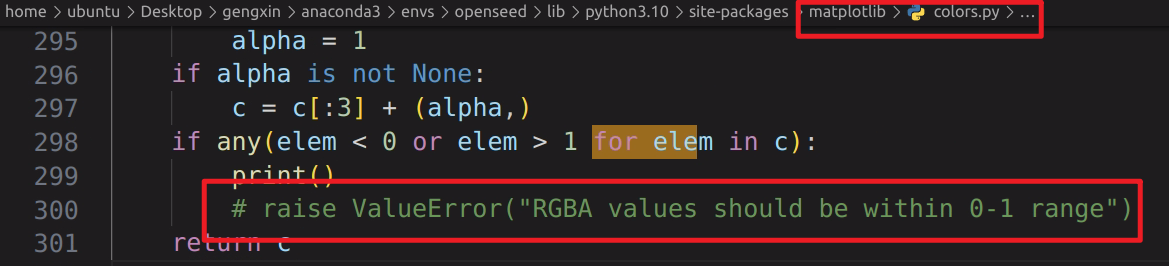 home › ubuntu › Desktop › gengxin › anaconda3 › envs › openseed › lib › python3.10 › site-packages › matplotlib › colors.py › ...
295 alpha = 1
296 if alpha is not None:
297 c = c[:3] + (alpha,)
298 if any(elem < 0 or elem > 1 for elem in c):
299 print()
300 # raise ValueError("RGBA values should be within 0-1 range")
301 return c